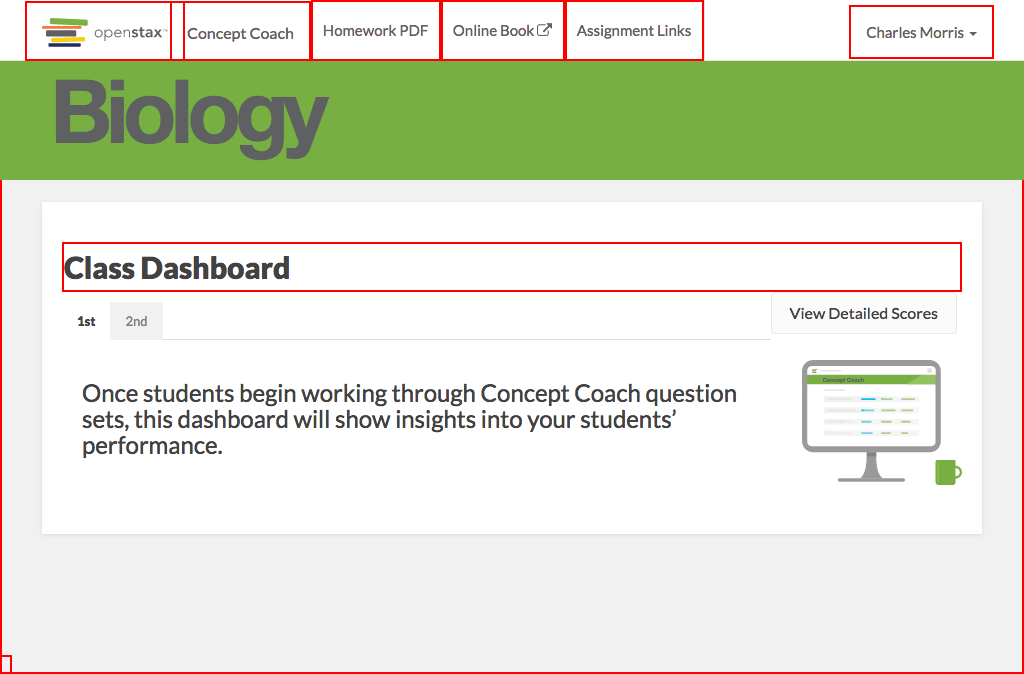 openstax™
Concept Coach
Homework PDF
Online Book
Assignment Links
Charles Morris
Biology
Class Dashboard
1st
2nd
View Detailed Scores
Once students begin working through Concept Coach question
sets, this dashboard will show insights into your students’
performance.
Concept Coach